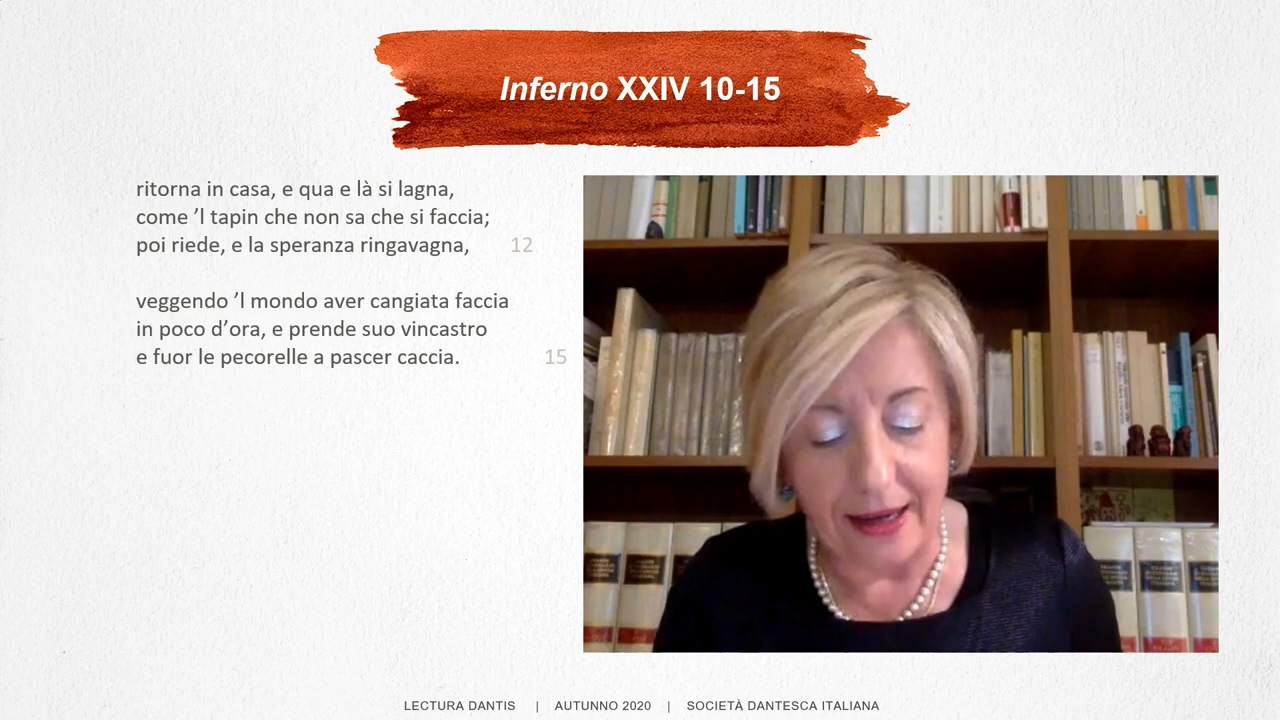 Inferno XXIV 10-15
ritorna in casa, e qua e là si lagna,
come ’l tapin che non sa che si faccia;
poi riede, e la speranza ringavagna, 12
veggendo ’l mondo aver cangiata faccia
in poco d’ora, e prende suo vincastro
e fuor le pecorelle a pascer caccia. 15
LECTURA DANTIS | AUTUNNO 2020 | SOCIETÀ DANTESCA ITALIANA